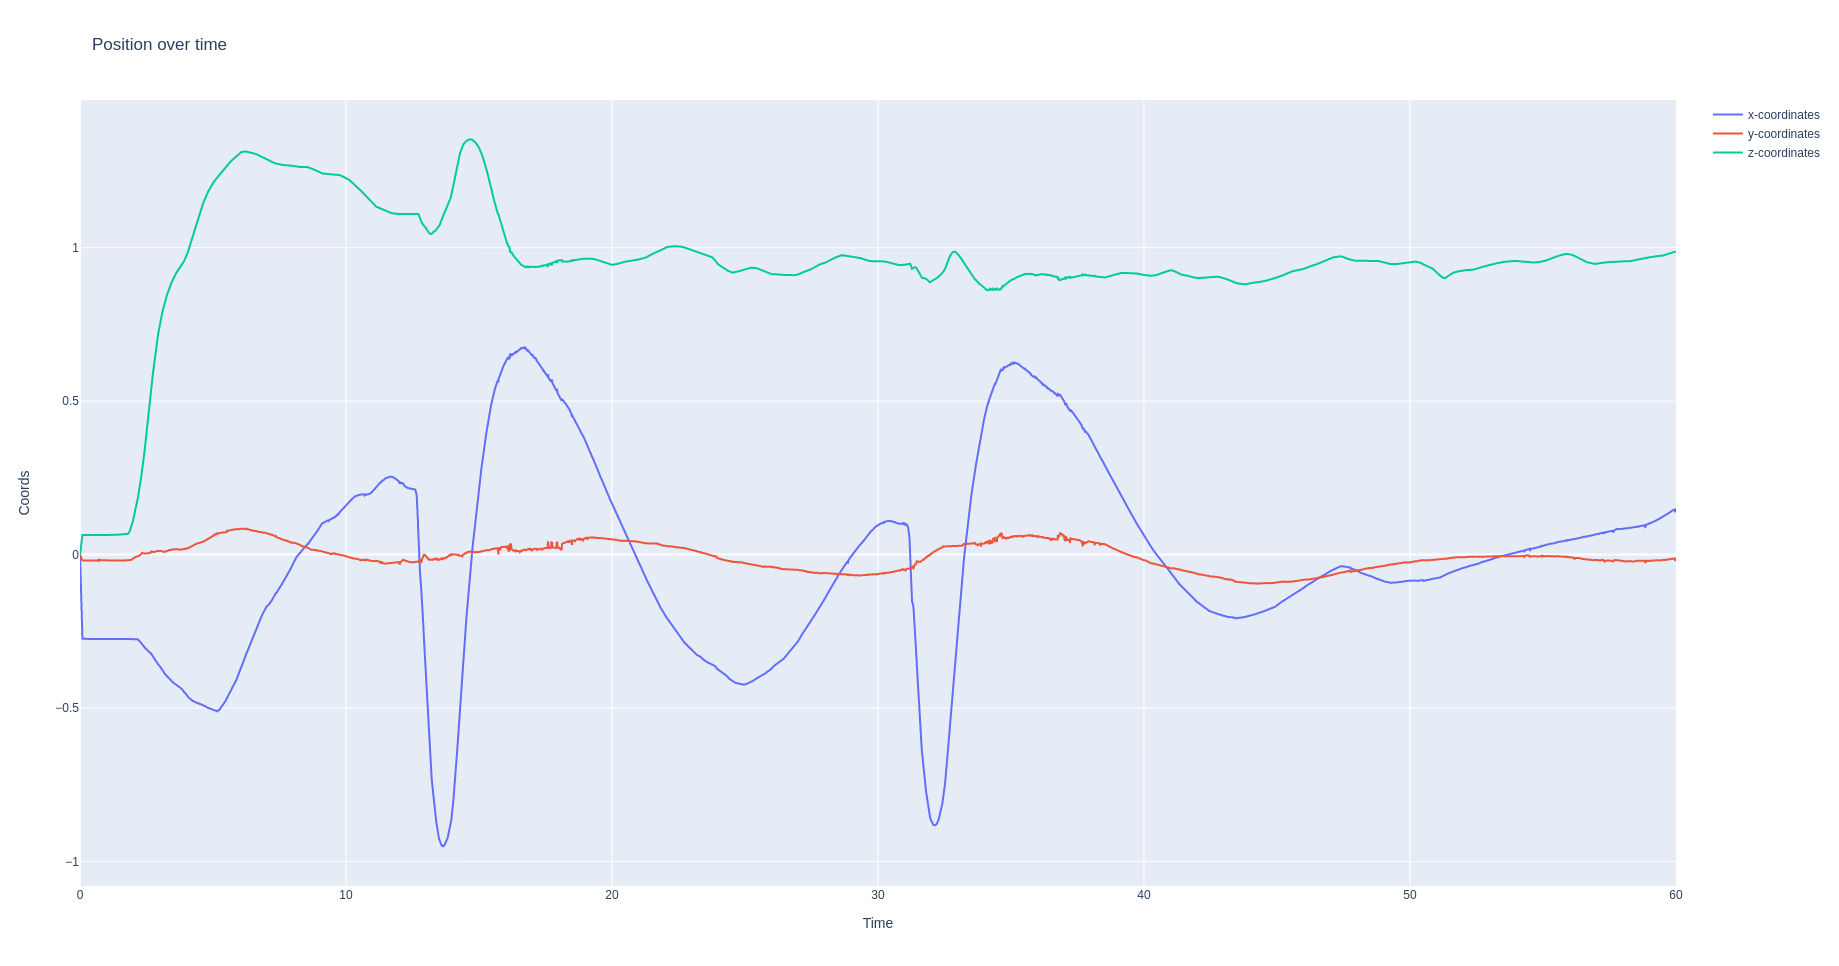 Position over time
x-coordinates
y-coordinates
z-coordinates
Coords
1
0.5
0
−0.5
−1
0 10 20 30 40 50 60
Time